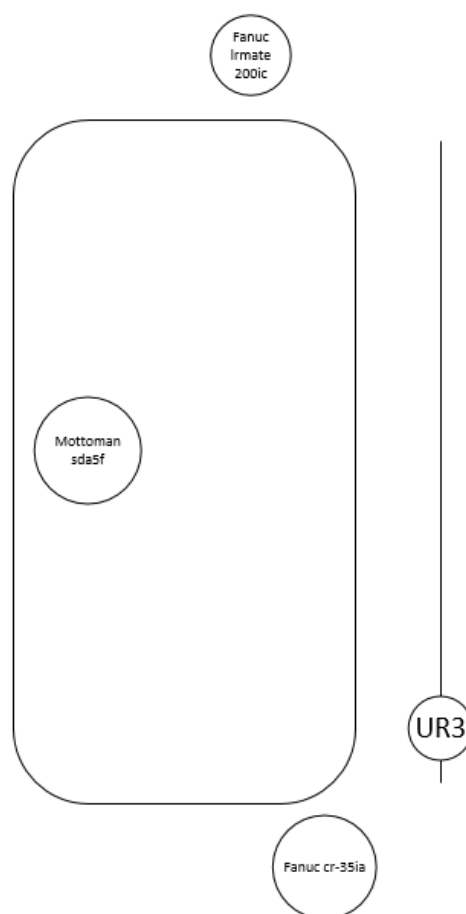 Fanuc
lrmate
200ic
Mottoman
sda5f
UR3
Fanuc cr-35ia